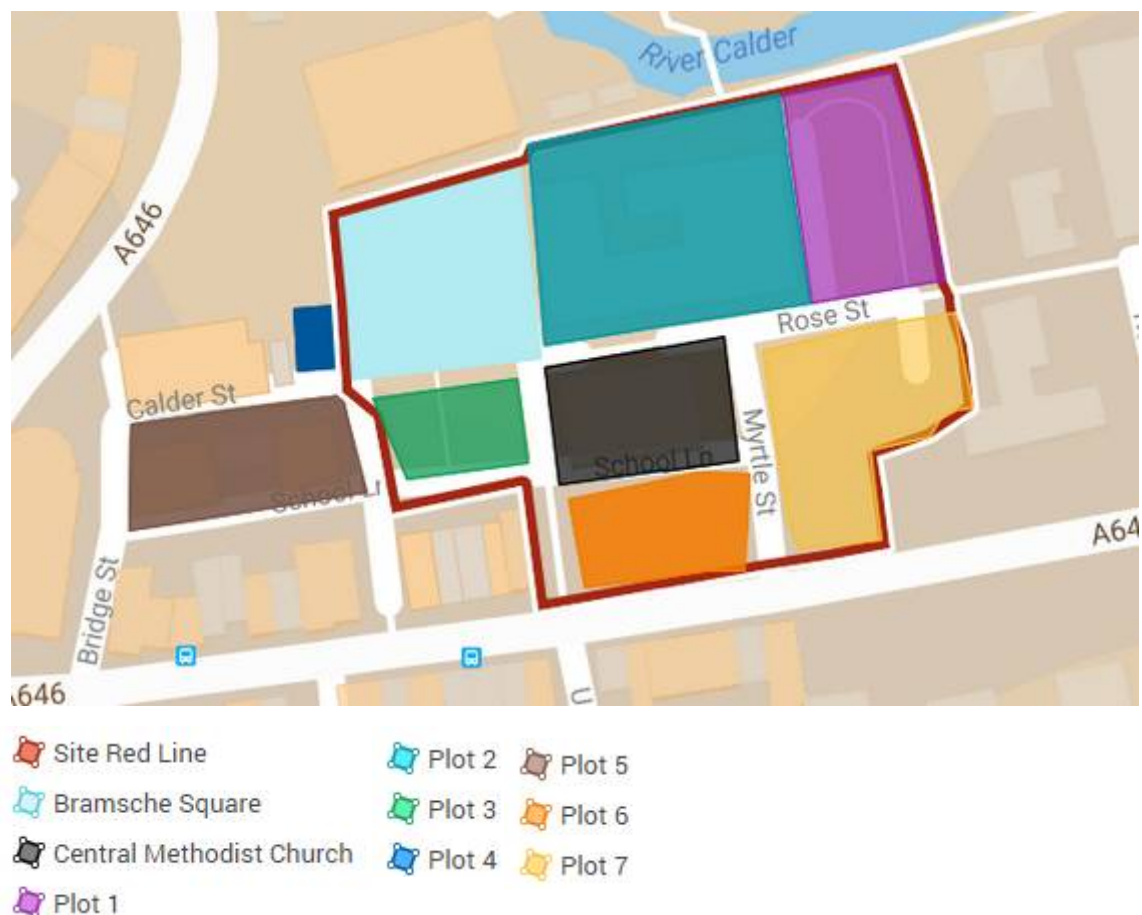 River Calder
A646
Rose St
Calder St
Myrtle St
School Ln
School Ln
A64
Bridge St
A646
U
Site Red Line
Bramsche Square
Central Methodist Church
Plot 1
Plot 2
Plot 3
Plot 4
Plot 5
Plot 6
Plot 7